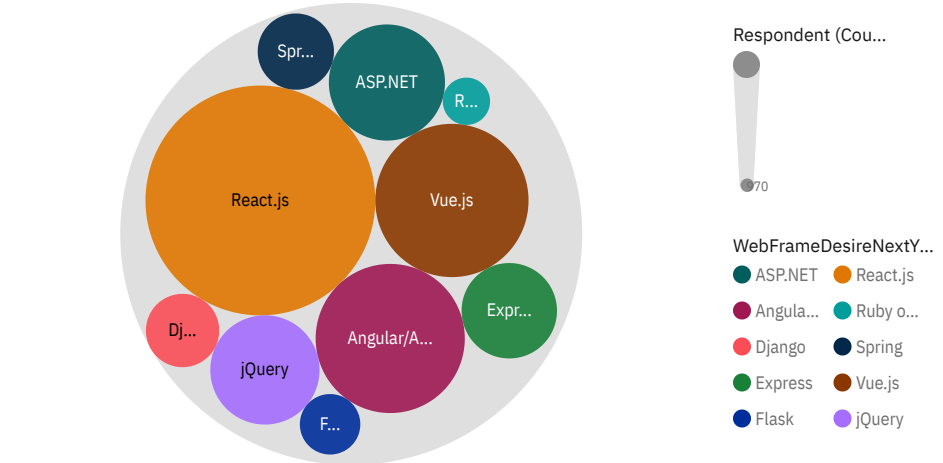 Spr...
ASP.NET
R...
React.js
Vue.js
Expr...
Dj...
Angular/A...
jQuery
F...
Respondent (Cou...
970
WebFrameDesireNextY...
ASP.NET React.js
Angula... Ruby o...
Django Spring
Express Vue.js
Flask jQuery